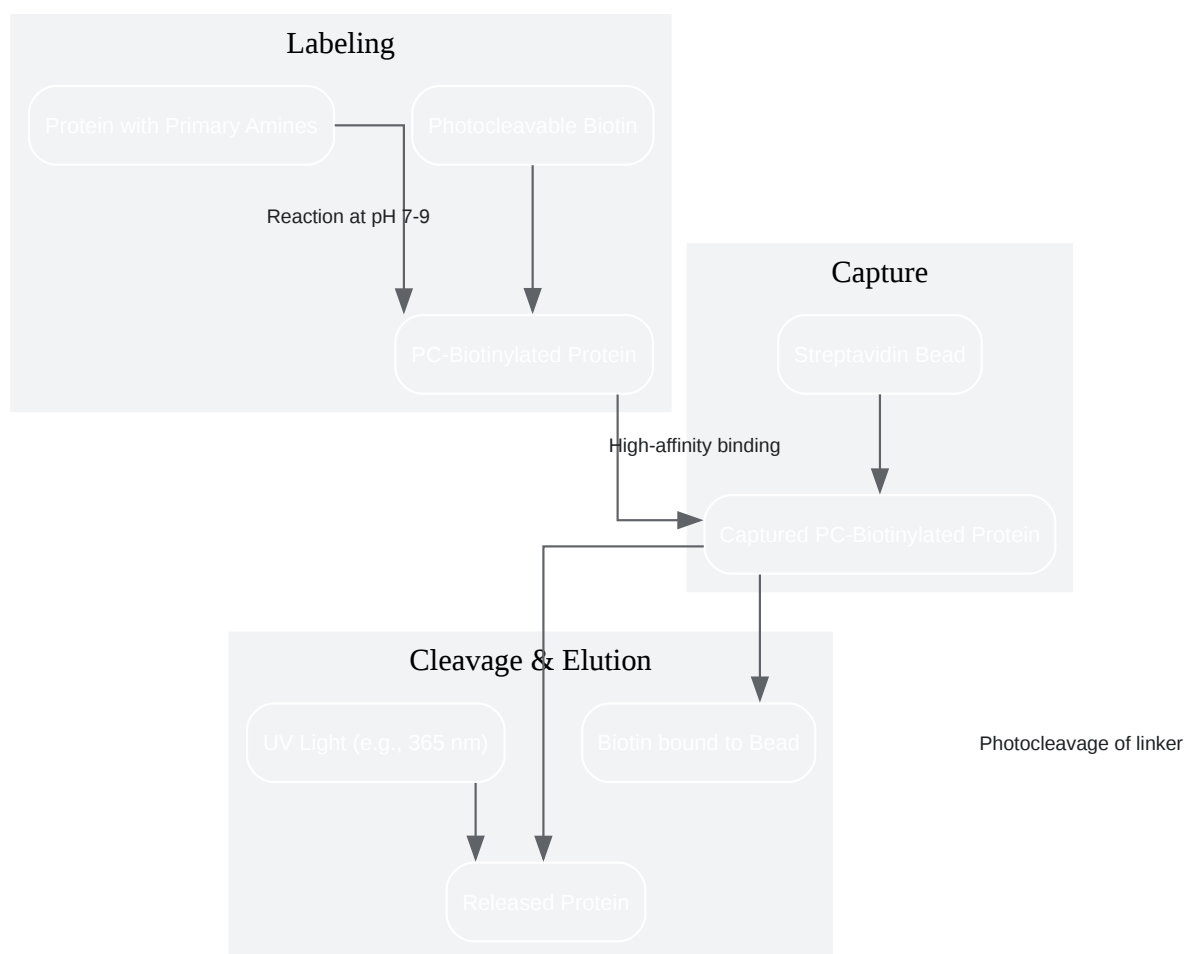 Labeling
Protein with Primary Amines
Photocleavable Biotin
Reaction at pH 7-9
PC-Biotinylated Protein
Capture
Streptavidin Bead
High-affinity binding
Captured PC-Biotinylated Protein
Cleavage & Elution
UV Light (e.g., 365 nm)
Biotin bound to Bead
Photocleavage of linker
Released Protein